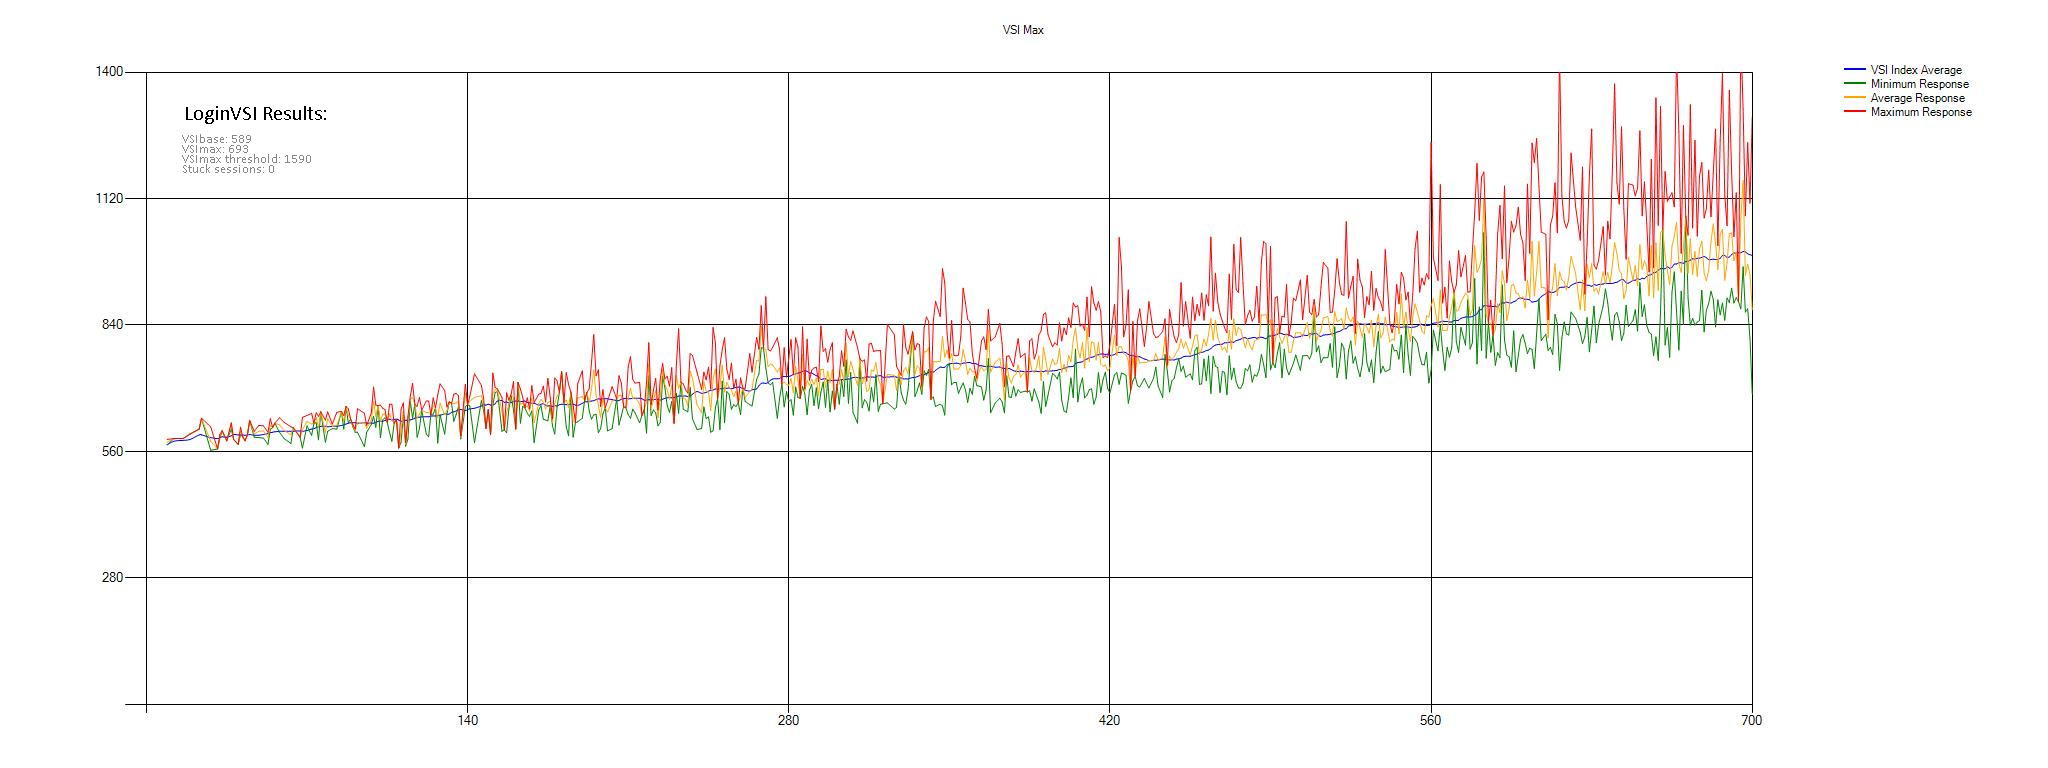 VSI Max
1400
1120
840
560
280
140
280
420
560
700
LoginVSI Results:
VSIbase: 589
VSImax: 693
VSImax threshold: 1590
Stuck sessions: 0
VSI Index Average
Minimum Response
Average Response
Maximum Response